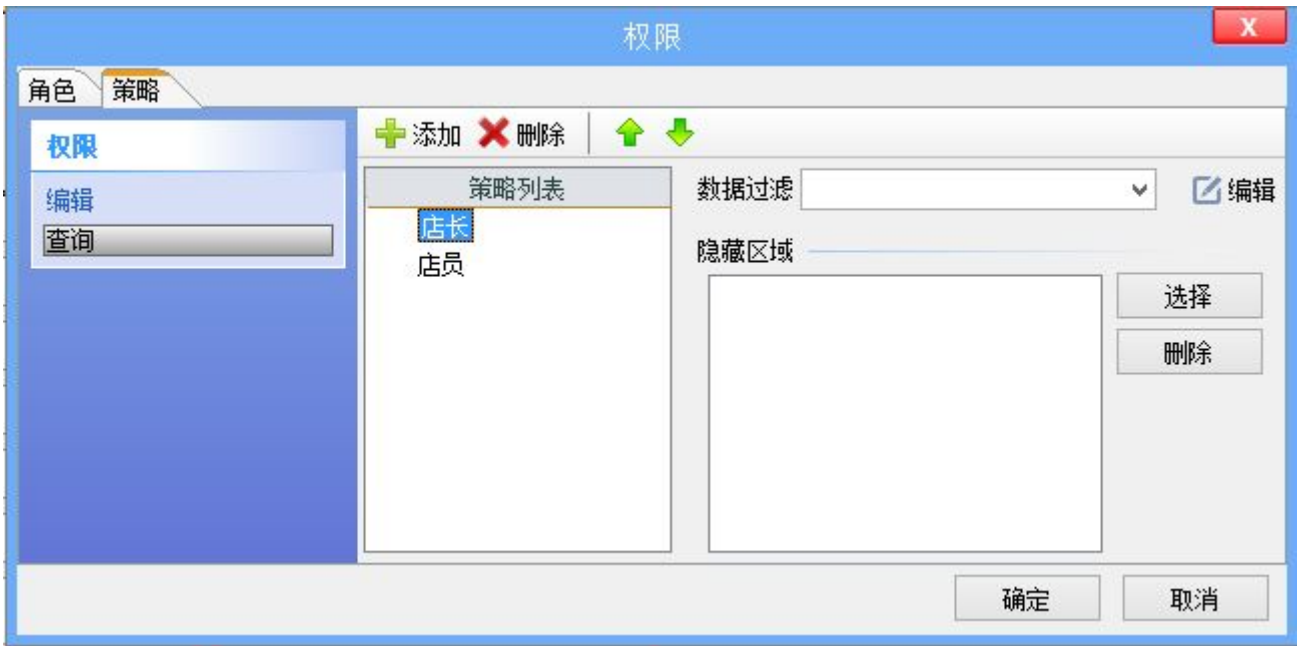 权限
X
角色 策略
权限
编辑
查询
添加 删除
策略列表
店长
店员
数据过滤 编辑
隐藏区域
选择
删除
确定 取消